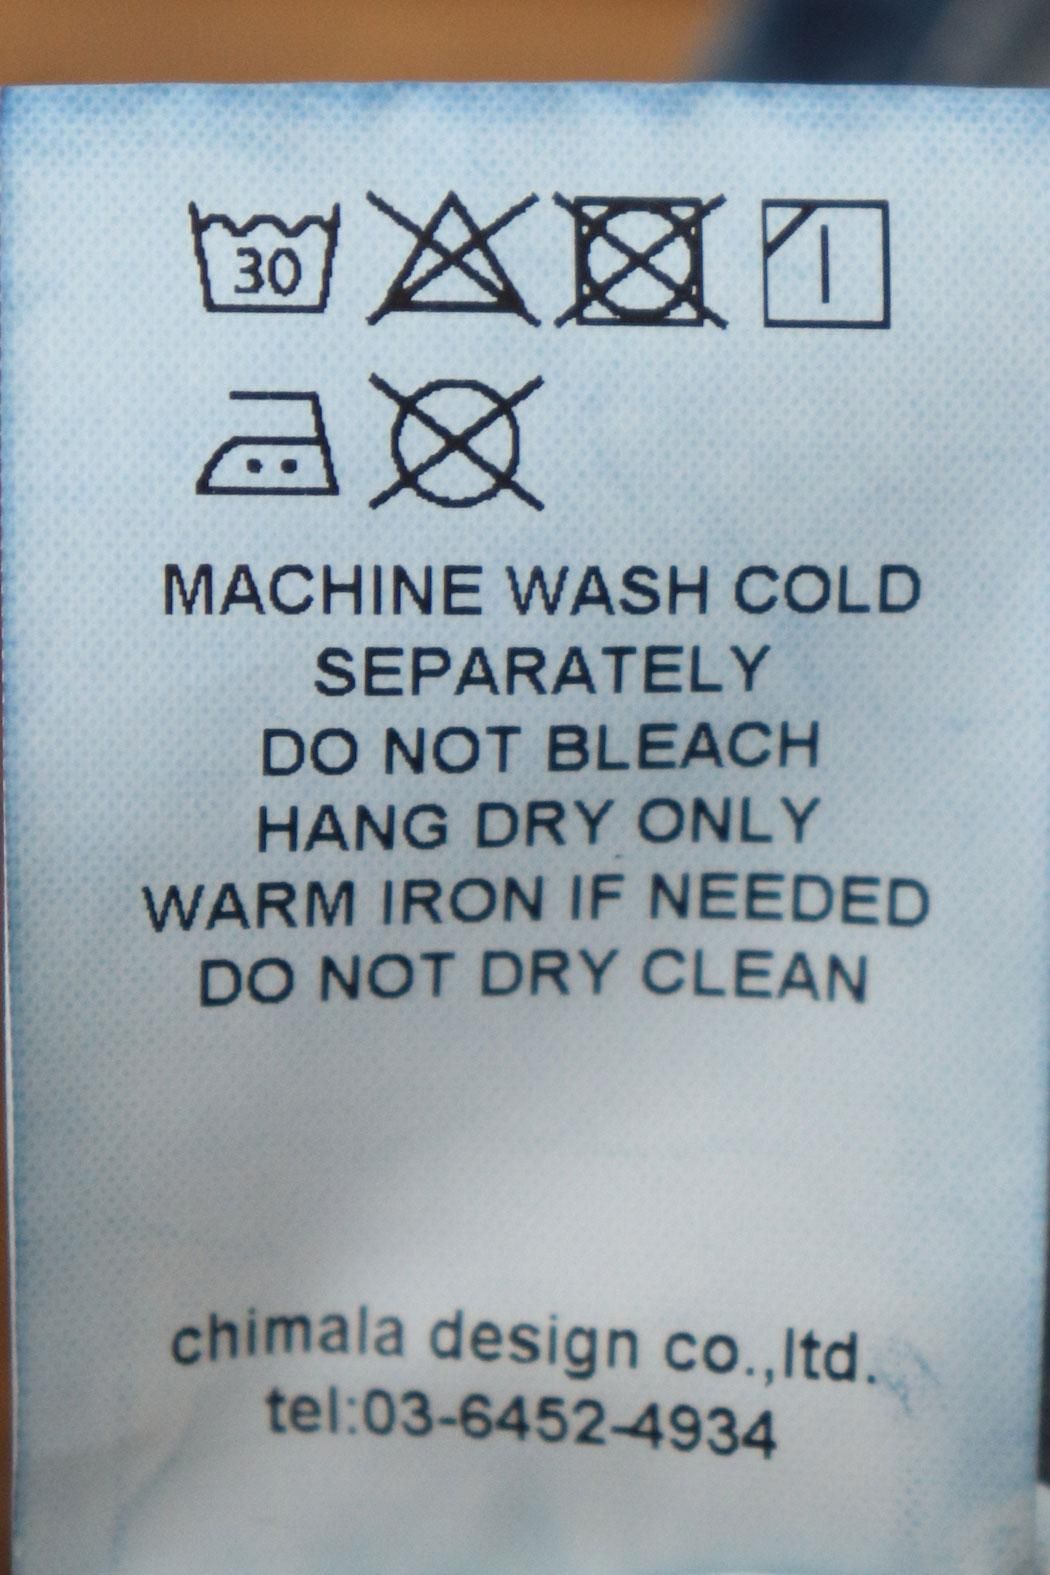 30
MACHINE WASH COLD
SEPARATELY
DO NOT BLEACH
HANG DRY ONLY
WARM IRON IF NEEDED
DO NOT DRY CLEAN
chimala design co.,ltd.
tel:03-6452-4934